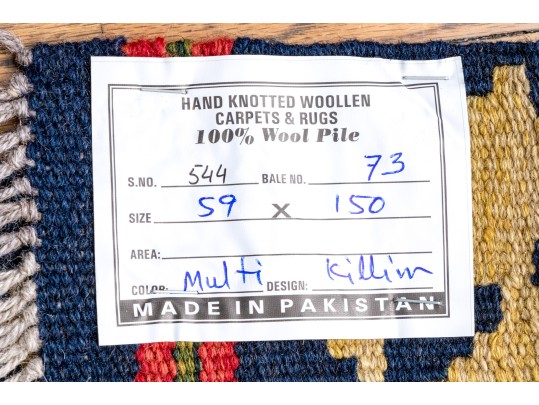 HAND KNOTTED WOOLLEN
CARPETS & RUGS
100% Wool Pile
S.NO. 544 BALE NO. 73
SIZE 59 X 150
AREA:
COLOR: Multi DESIGN: Killim
MADE IN PAKISTAN